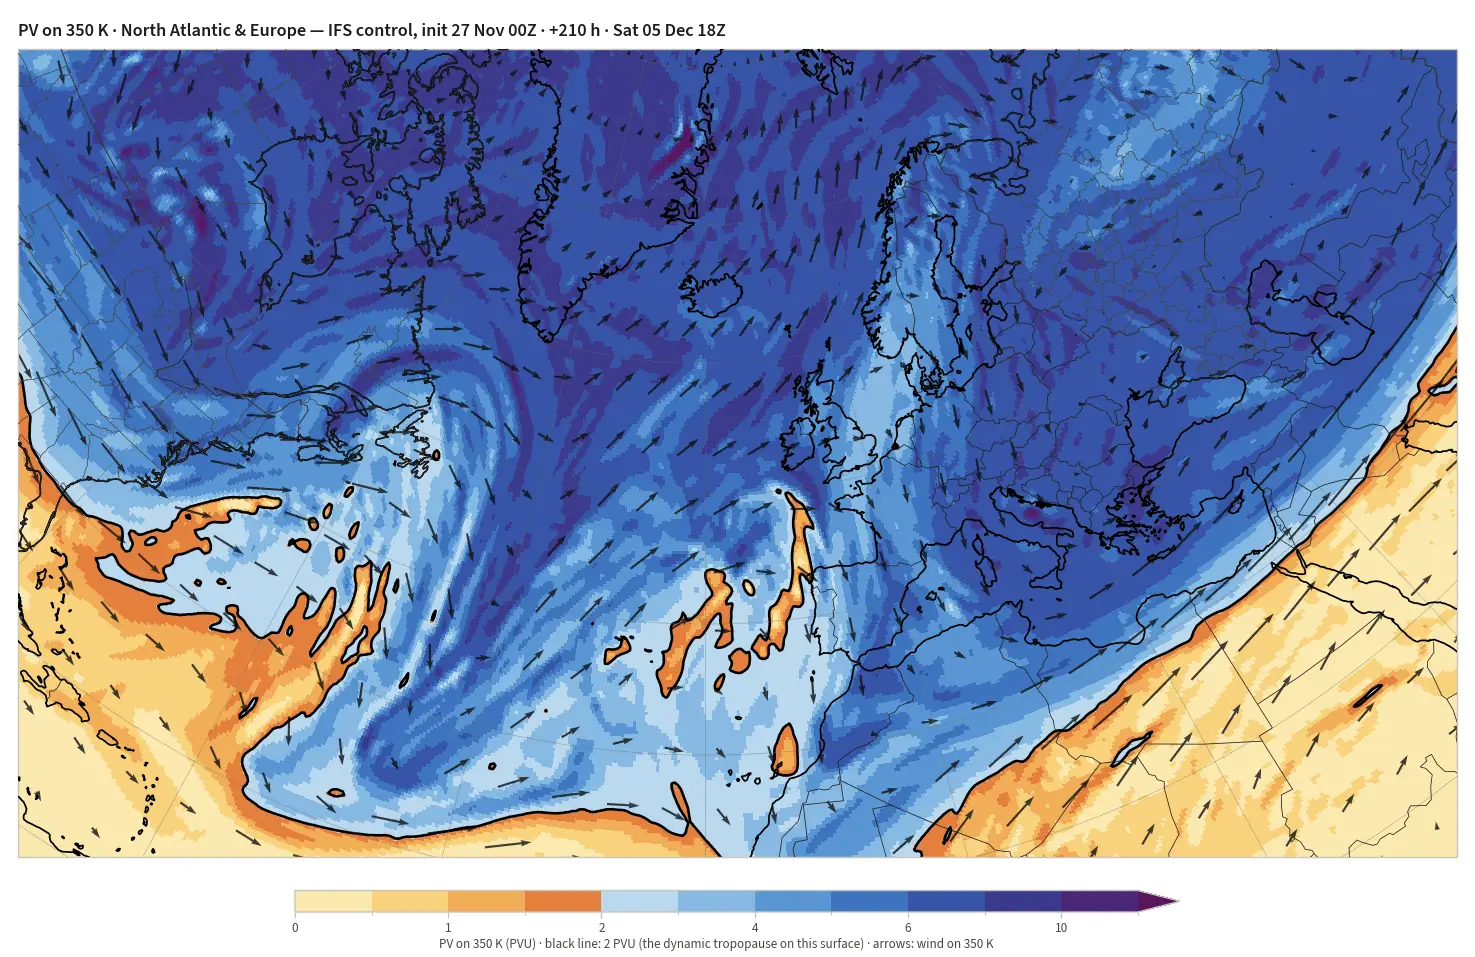 PV on 350 K · North Atlantic & Europe — IFS control, init 27 Nov 00Z · +210 h · Sat 05 Dec 18Z
0 1 2 4 6 10
PV on 350 K (PVU) · black line: 2 PVU (the dynamic tropopause on this surface) · arrows: wind on 350 K